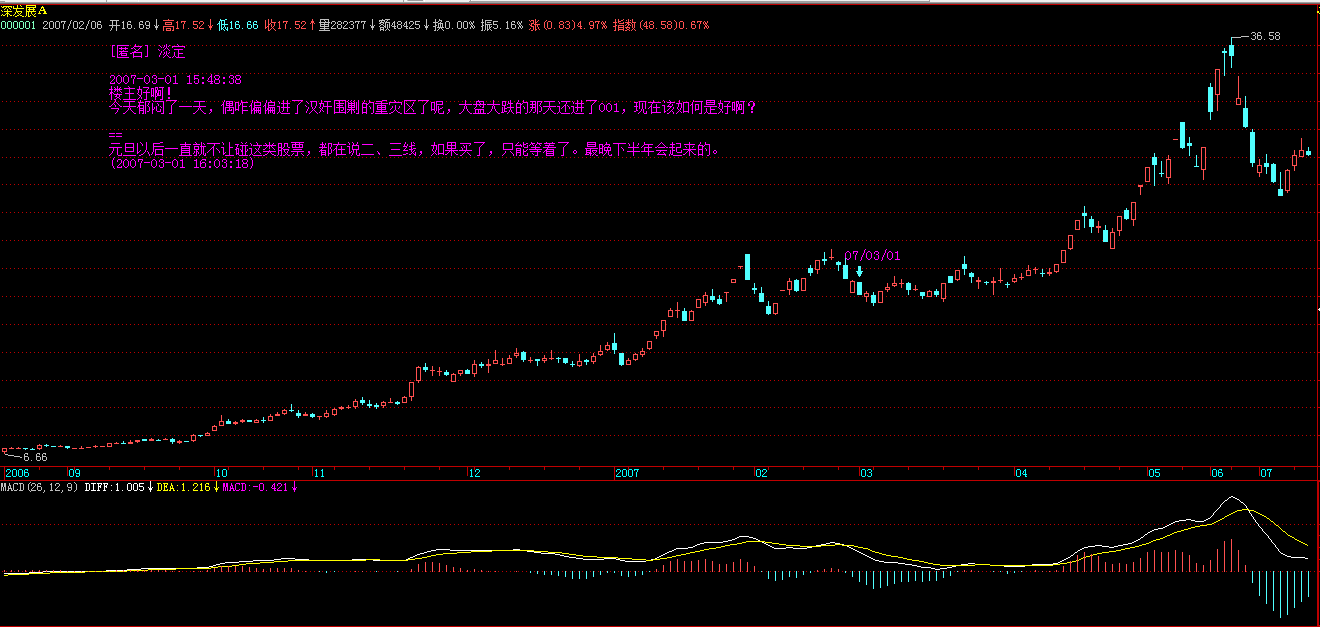 深发展A
000001 2007/02/06 开16.69↓高17.52↓低16.66 收17.52↑量282377↓额48425↓换0.00% 振5.16% 涨(0.83)4.97% 指数(48.58)0.67%
36.58
[匿名] 淡定
2007-03-01 15:48:38
楼主好啊!
今天郁闷了一天，偶咋偏偏进了汉奸围剿的重灾区了呢，大盘大跌的那天还进了001，现在该如何是好啊？
==
元旦以后一直就不让碰这类股票，都在说二、三线，如果买了，只能等着了。最晚下半年会起来的。
(2007-03-01 16:03:18)
07/03/01
6.66
2006 09 10 11 12 2007 02 03 04 05 06 07
MACD(26,12,9) DIFF:1.005↓DEA:1.216↓MACD:-0.421↓